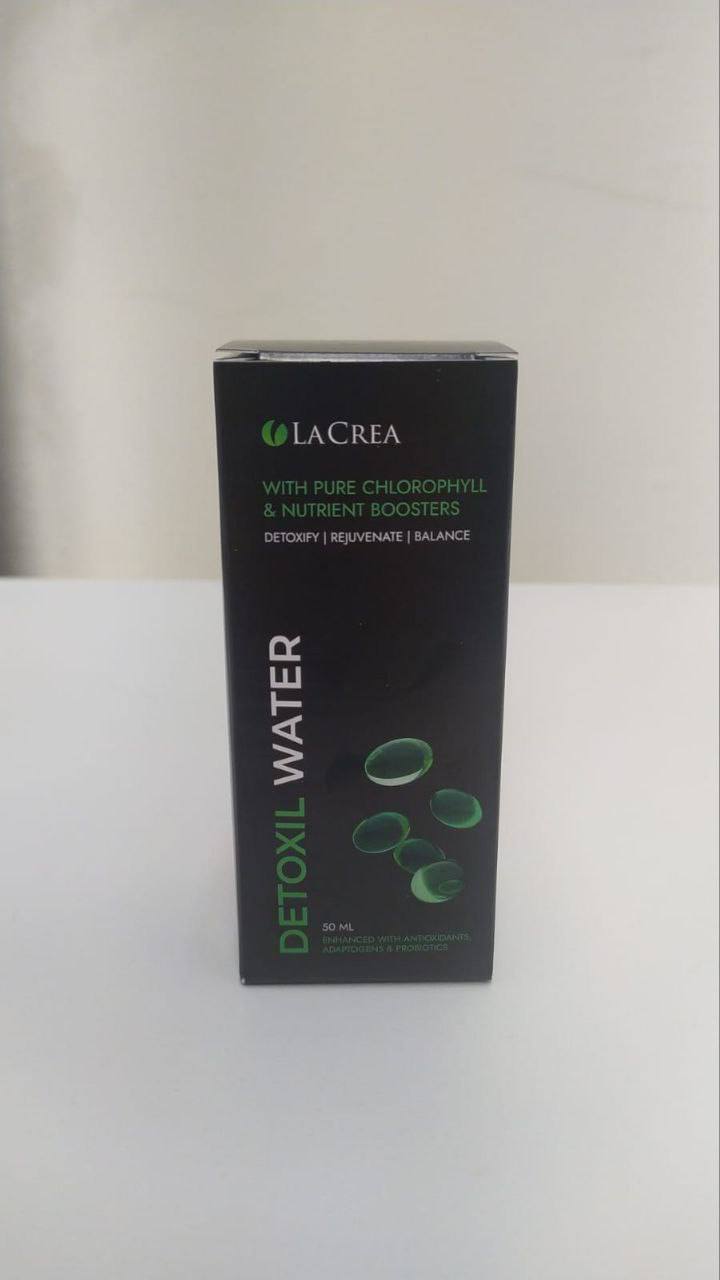 LACREA
WITH PURE CHLOROPHYLL
& NUTRIENT BOOSTERS
DETOXIFY | REJUVENATE | BALANCE
DETOXIL WATER
50 ML
ENHANCED WITH ANTIOXIDANTS,
ADAPTOGENS & PROBIOTICS